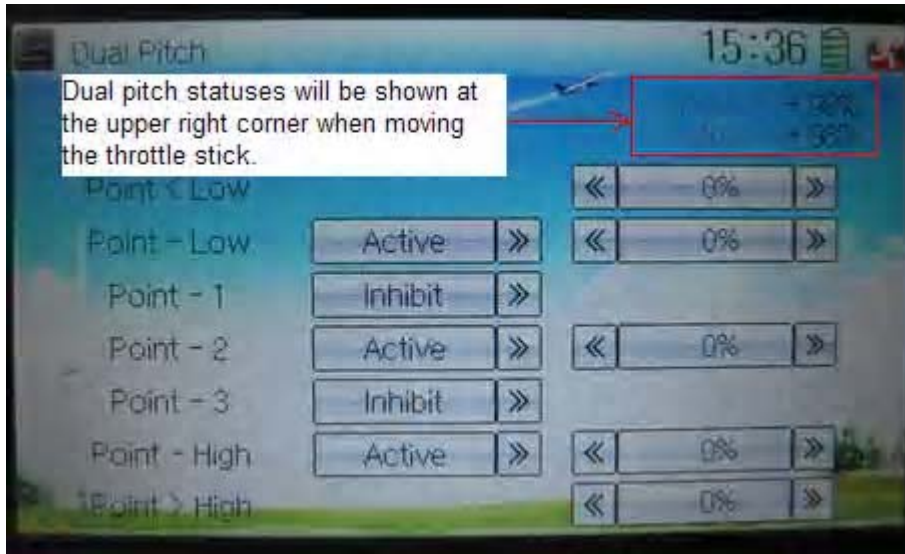 Dual Pitch 15:36
Dual pitch statuses will be shown at
the upper right corner when moving
the throttle stick.
Point < Low « 0% »
Point - Low Active » « 0% »
Point - 1 Inhibit »
Point - 2 Active » « 0% »
Point - 3 Inhibit »
Point - High Active » « 0% »
Point > High « 0% »